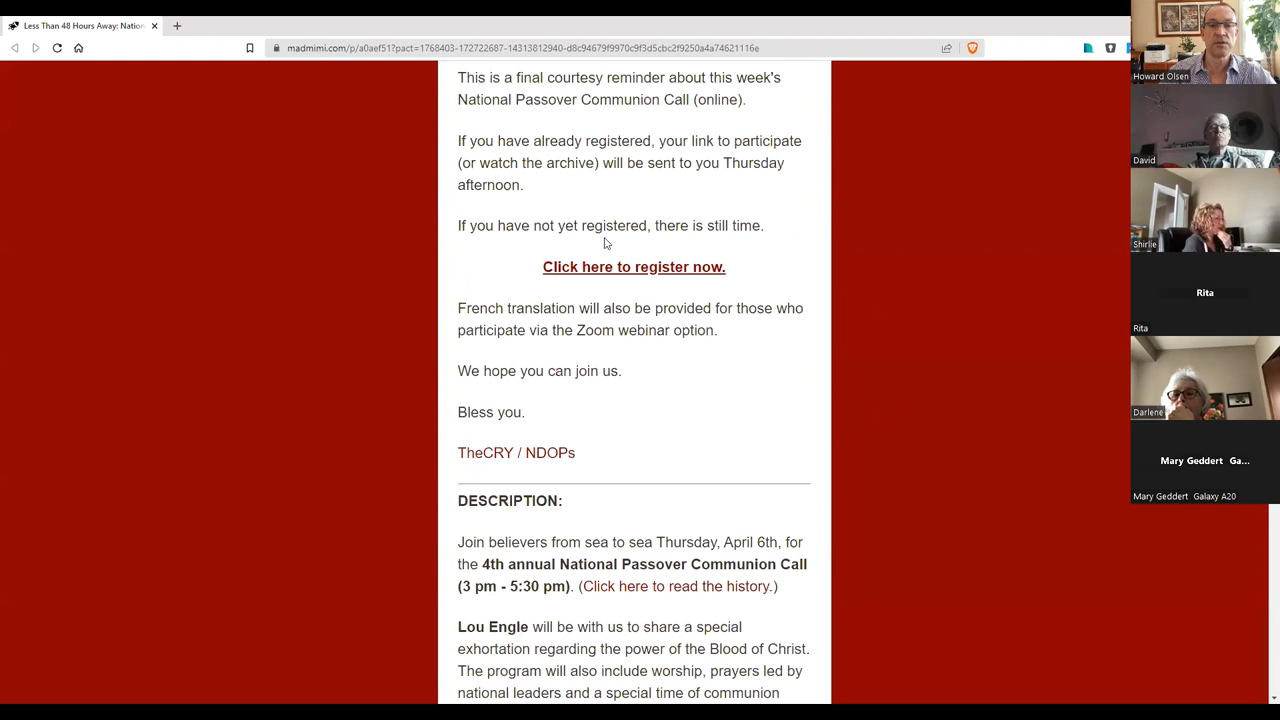 Less Than 48 Hours Away: Natio
madmimi.com/p/a0aef51?pact=1768403-172722687-14313812940-d8c94679f9970c9f3d5cbc2f9250a4a74621116e
This is a final courtesy reminder about this week's
National Passover Communion Call (online).
If you have already registered, your link to participate
(or watch the archive) will be sent to you Thursday
afternoon.
If you have not yet registered, there is still time.
Click here to register now.
French translation will also be provided for those who
participate via the Zoom webinar option.
We hope you can join us.
Bless you.
TheCRY / NDOPs
DESCRIPTION:
Join believers from sea to sea Thursday, April 6th, for
the 4th annual National Passover Communion Call
(3 pm - 5:30 pm). (Click here to read the history.)
Lou Engle will be with us to share a special
exhortation regarding the power of the Blood of Christ.
The program will also include worship, prayers led by
national leaders and a special time of communion
Howard Olsen
David
Shirlie
Rita
Rita
Darlene
Mary Geddert Ga...
Mary Geddert Galaxy A20